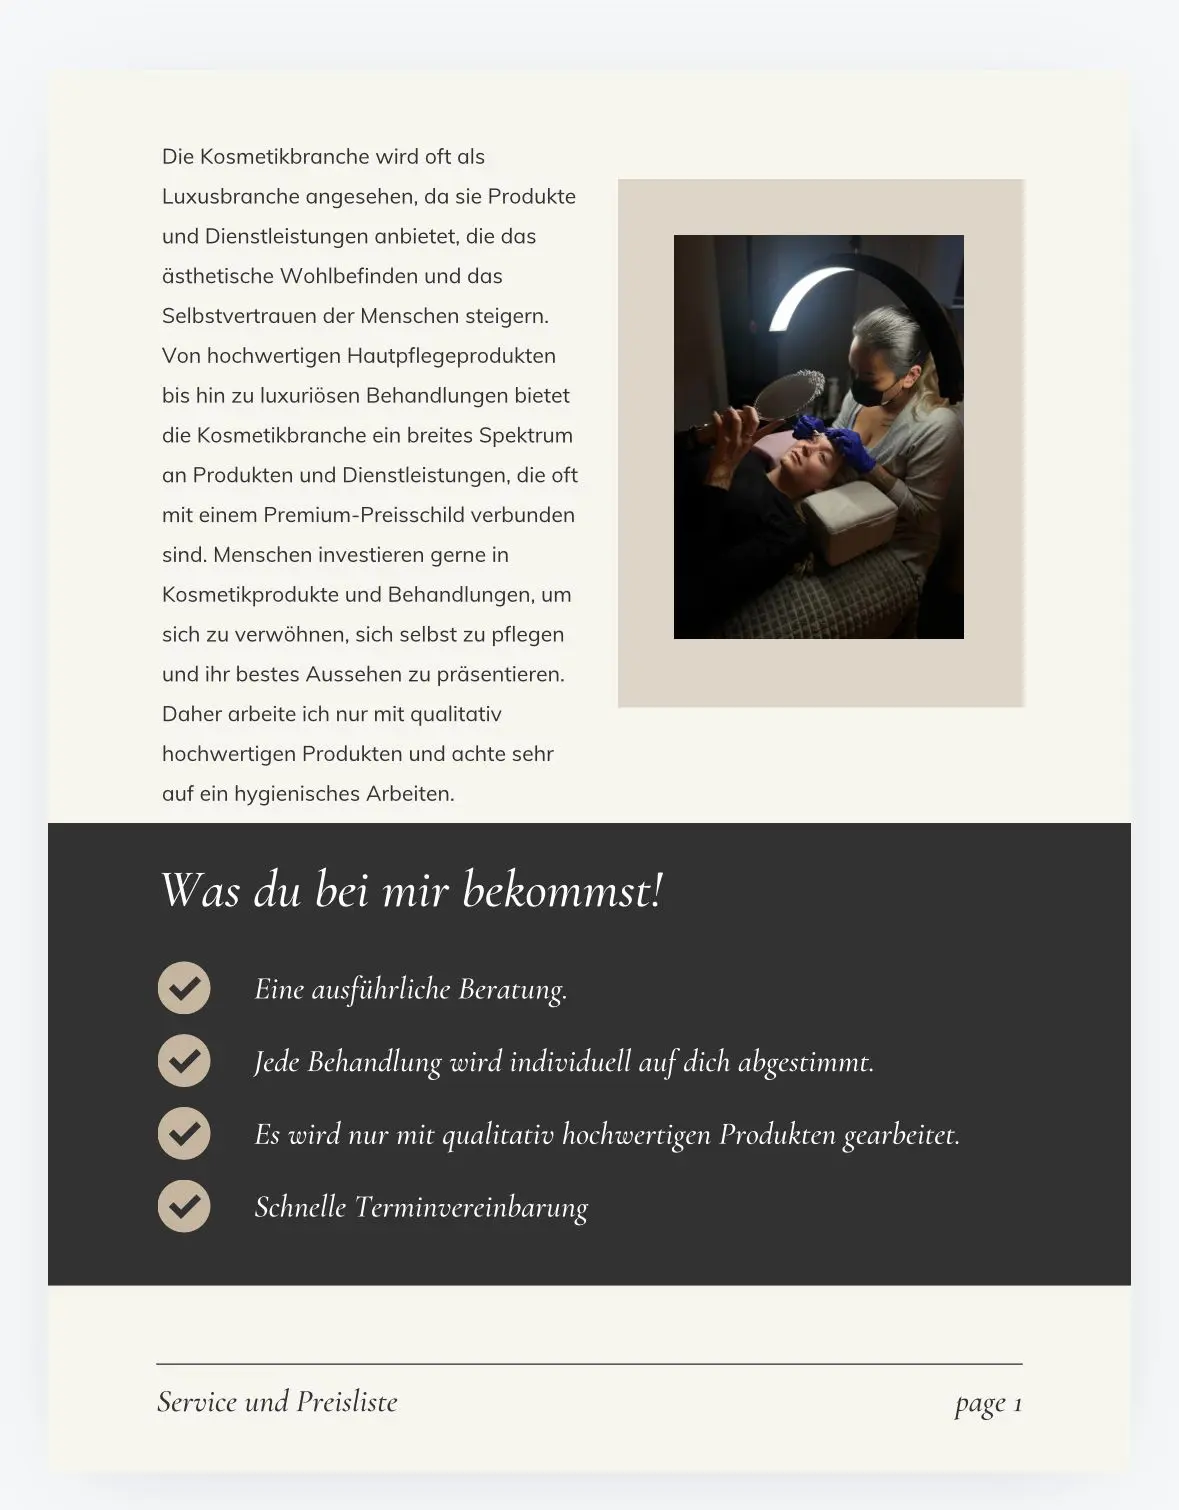 Die Kosmetikbranche wird oft als
Luxusbranche angesehen, da sie Produkte
und Dienstleistungen anbietet, die das
ästhetische Wohlbefinden und das
Selbstvertrauen der Menschen steigern.
Von hochwertigen Hautpflegeprodukten
bis hin zu luxuriösen Behandlungen bietet
die Kosmetikbranche ein breites Spektrum
an Produkten und Dienstleistungen, die oft
mit einem Premium-Preisschild verbunden
sind. Menschen investieren gerne in
Kosmetikprodukte und Behandlungen, um
sich zu verwöhnen, sich selbst zu pflegen
und ihr bestes Aussehen zu präsentieren.
Daher arbeite ich nur mit qualitativ
hochwertigen Produkten und achte sehr
auf ein hygienisches Arbeiten.
Was du bei mir bekommst!
Eine ausführliche Beratung.
Jede Behandlung wird individuell auf dich abgestimmt.
Es wird nur mit qualitativ hochwertigen Produkten gearbeitet.
Schnelle Terminvereinbarung
Service und Preisliste
page 1